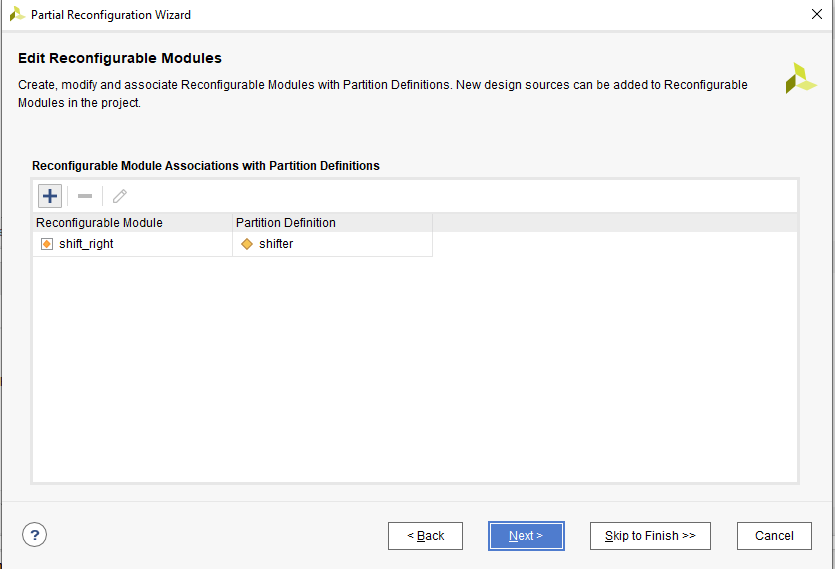 Partial Reconfiguration Wizard
Edit Reconfigurable Modules
Create, modify and associate Reconfigurable Modules with Partition Definitions. New design sources can be added to Reconfigurable
Modules in the project.
Reconfigurable Module Associations with Partition Definitions
Reconfigurable Module Partition Definition
shift_right shifter
?
< Back Next > Skip to Finish >> Cancel